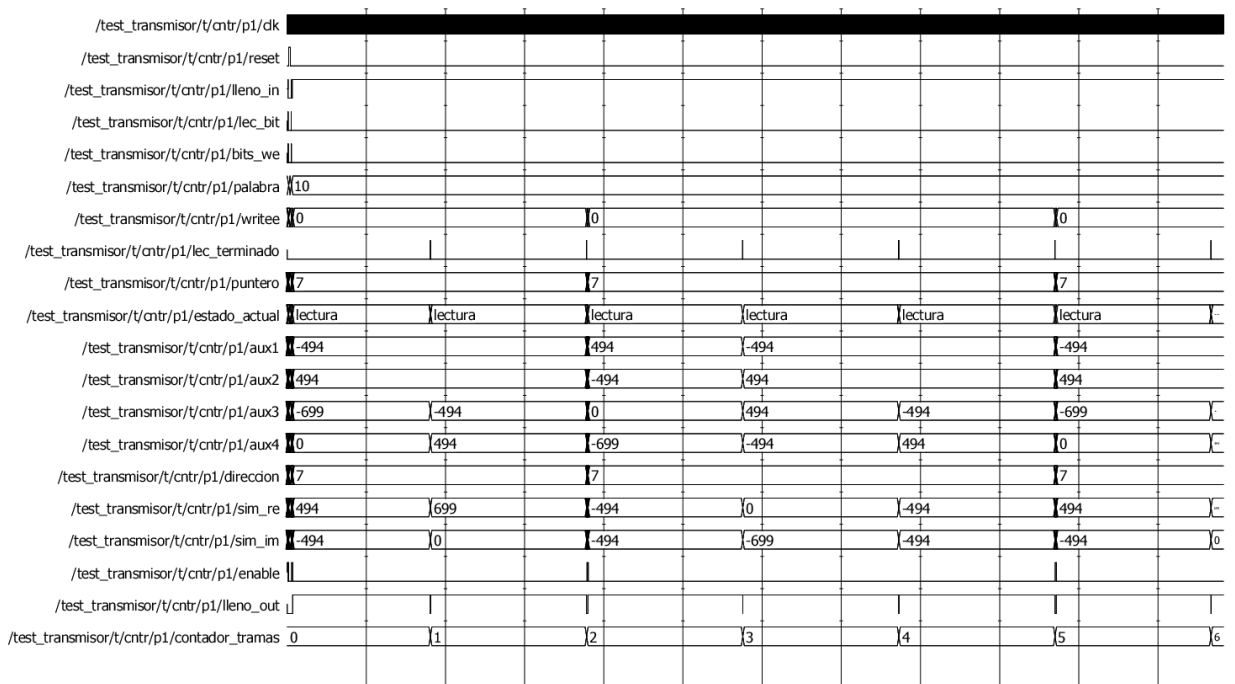 /test_transmisor/t/cntr/p1/clk
/test_transmisor/t/cntr/p1/reset
/test_transmisor/t/cntr/p1/lleno_in
/test_transmisor/t/cntr/p1/lec_bit
/test_transmisor/t/cntr/p1/bits_we
/test_transmisor/t/cntr/p1/palabra 10
/test_transmisor/t/cntr/p1/writee 0 0 0
/test_transmisor/t/cntr/p1/lec_terminado
/test_transmisor/t/cntr/p1/puntero 7 7 7
/test_transmisor/t/cntr/p1/estado_actual lectura lectura lectura lectura lectura lectura
/test_transmisor/t/cntr/p1/aux1 -494 494 -494 -494
/test_transmisor/t/cntr/p1/aux2 494 -494 494 494
/test_transmisor/t/cntr/p1/aux3 -699 -494 0 494 -494 -699
/test_transmisor/t/cntr/p1/aux4 0 494 -699 -494 494 0
/test_transmisor/t/cntr/p1/direccion 7 7 7
/test_transmisor/t/cntr/p1/sim_re 494 699 -494 0 -494 494
/test_transmisor/t/cntr/p1/sim_im -494 0 -494 -699 -494 -494 0
/test_transmisor/t/cntr/p1/enable
/test_transmisor/t/cntr/p1/lleno_out
/test_transmisor/t/cntr/p1/contador_tramas 0 1 2 3 4 5 6